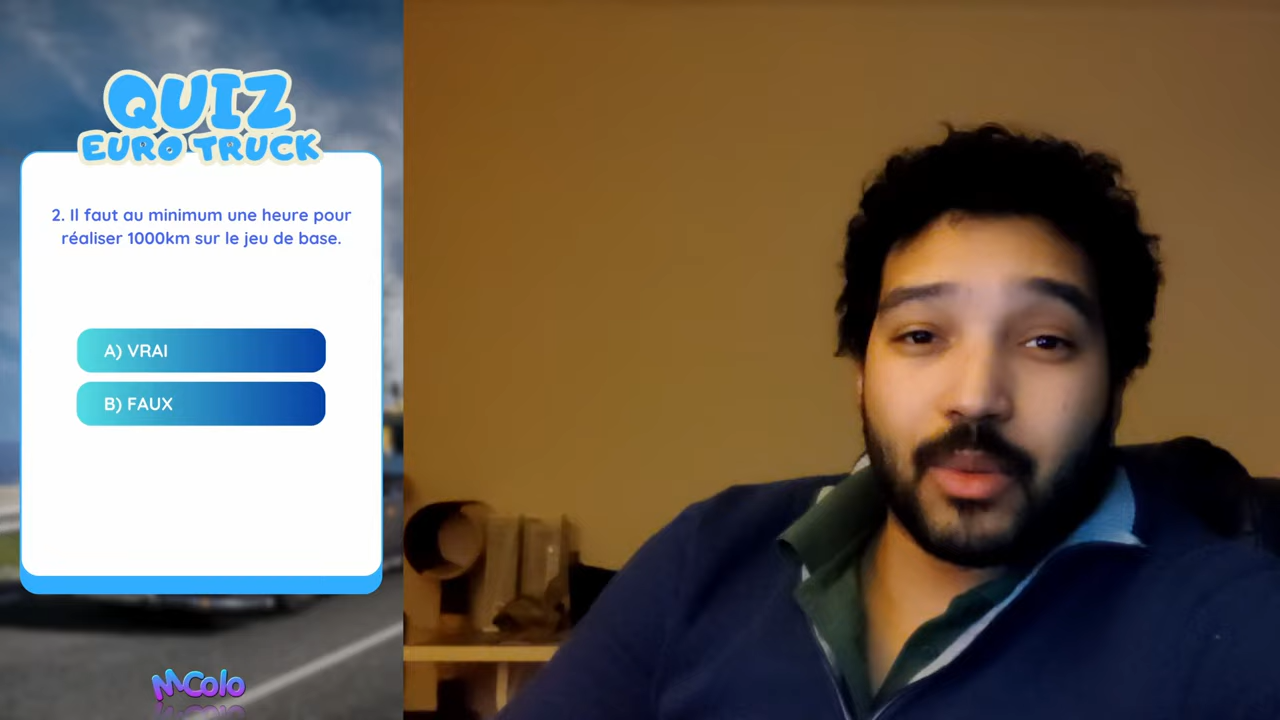 QUIZ
EURO TRUCK
2. Il faut au minimum une heure pour
réaliser 1000km sur le jeu de base.
A) VRAI
B) FAUX
McColo